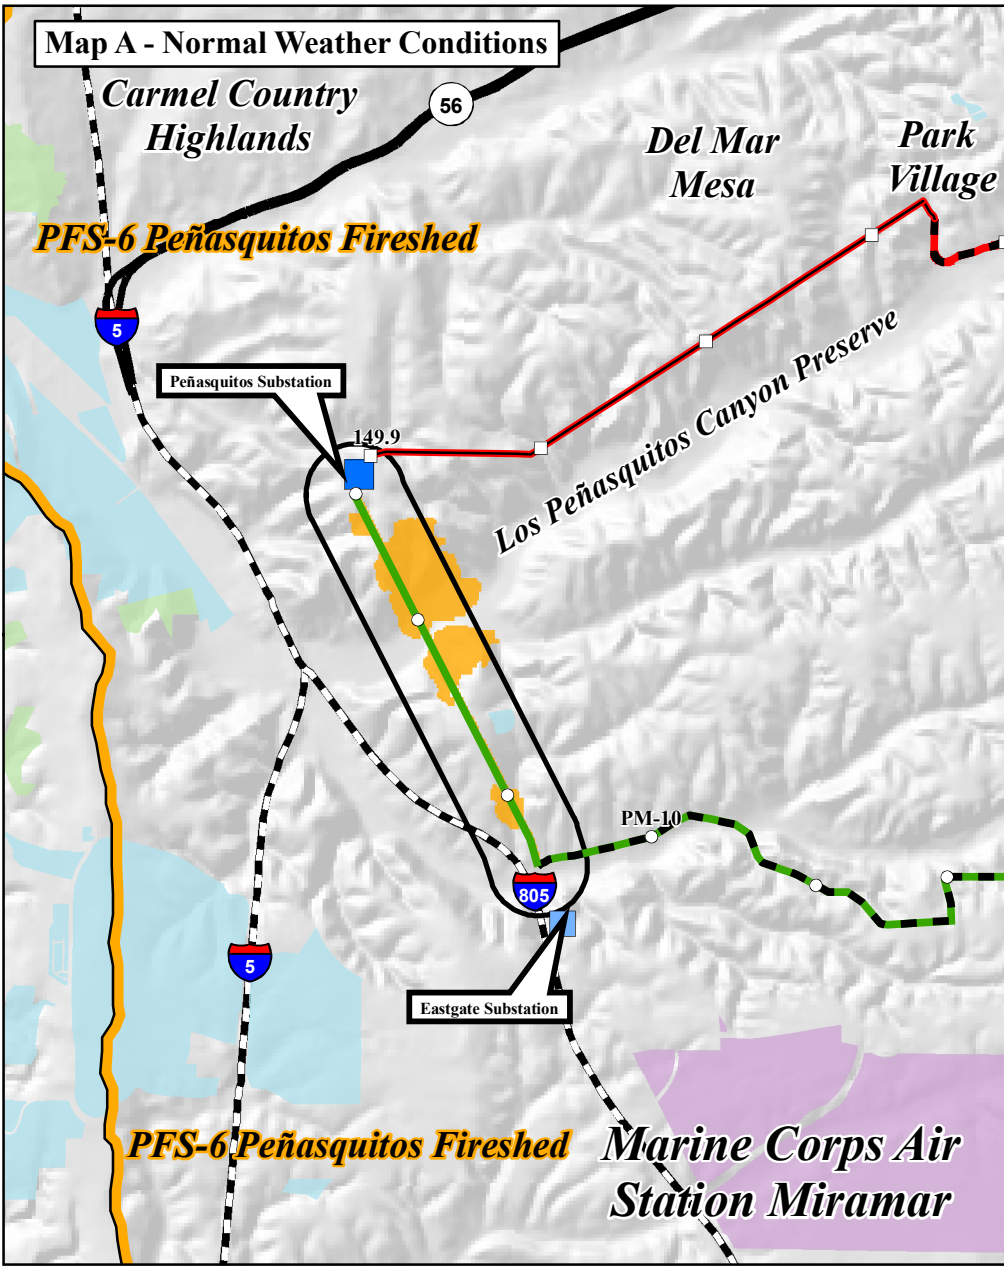 Map A - Normal Weather Conditions
Carmel Country
Highlands
56
Del Mar
Mesa
Park
Village
PFS-6 Peñasquitos Fireshed
5
Peñasquitos Substation
149.9
Los Peñasquitos Canyon Preserve
PM-10
805
5
Eastgate Substation
PFS-6 Peñasquitos Fireshed
Marine Corps Air
Station Miramar